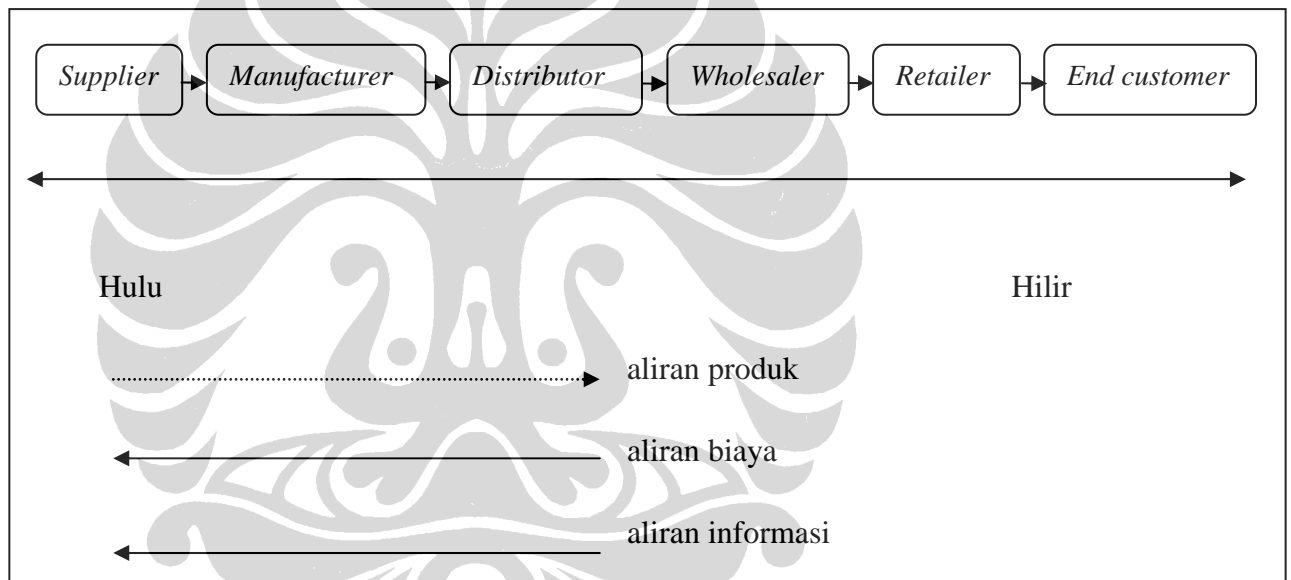 Supplier Manufacturer Distributor Wholesaler Retailer End customer
Hulu Hilir
aliran produk
aliran biaya
aliran informasi